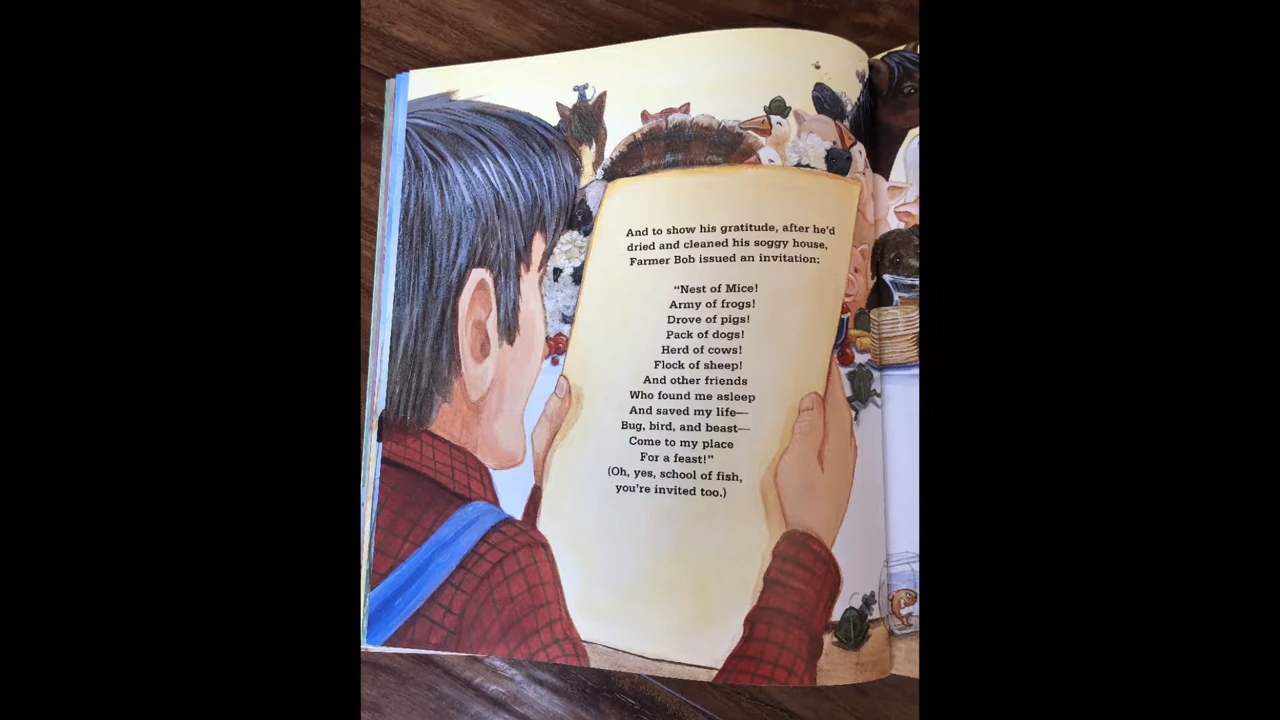 And to show his gratitude, after he'd
dried and cleaned his soggy house,
Farmer Bob issued an invitation:
"Nest of Mice!
Army of frogs!
Drove of pigs!
Pack of dogs!
Herd of cows!
Flock of sheep!
And other friends
Who found me asleep
And saved my life—
Bug, bird, and beast—
Come to my place
For a feast!"
(Oh, yes, school of fish,
you're invited too.)